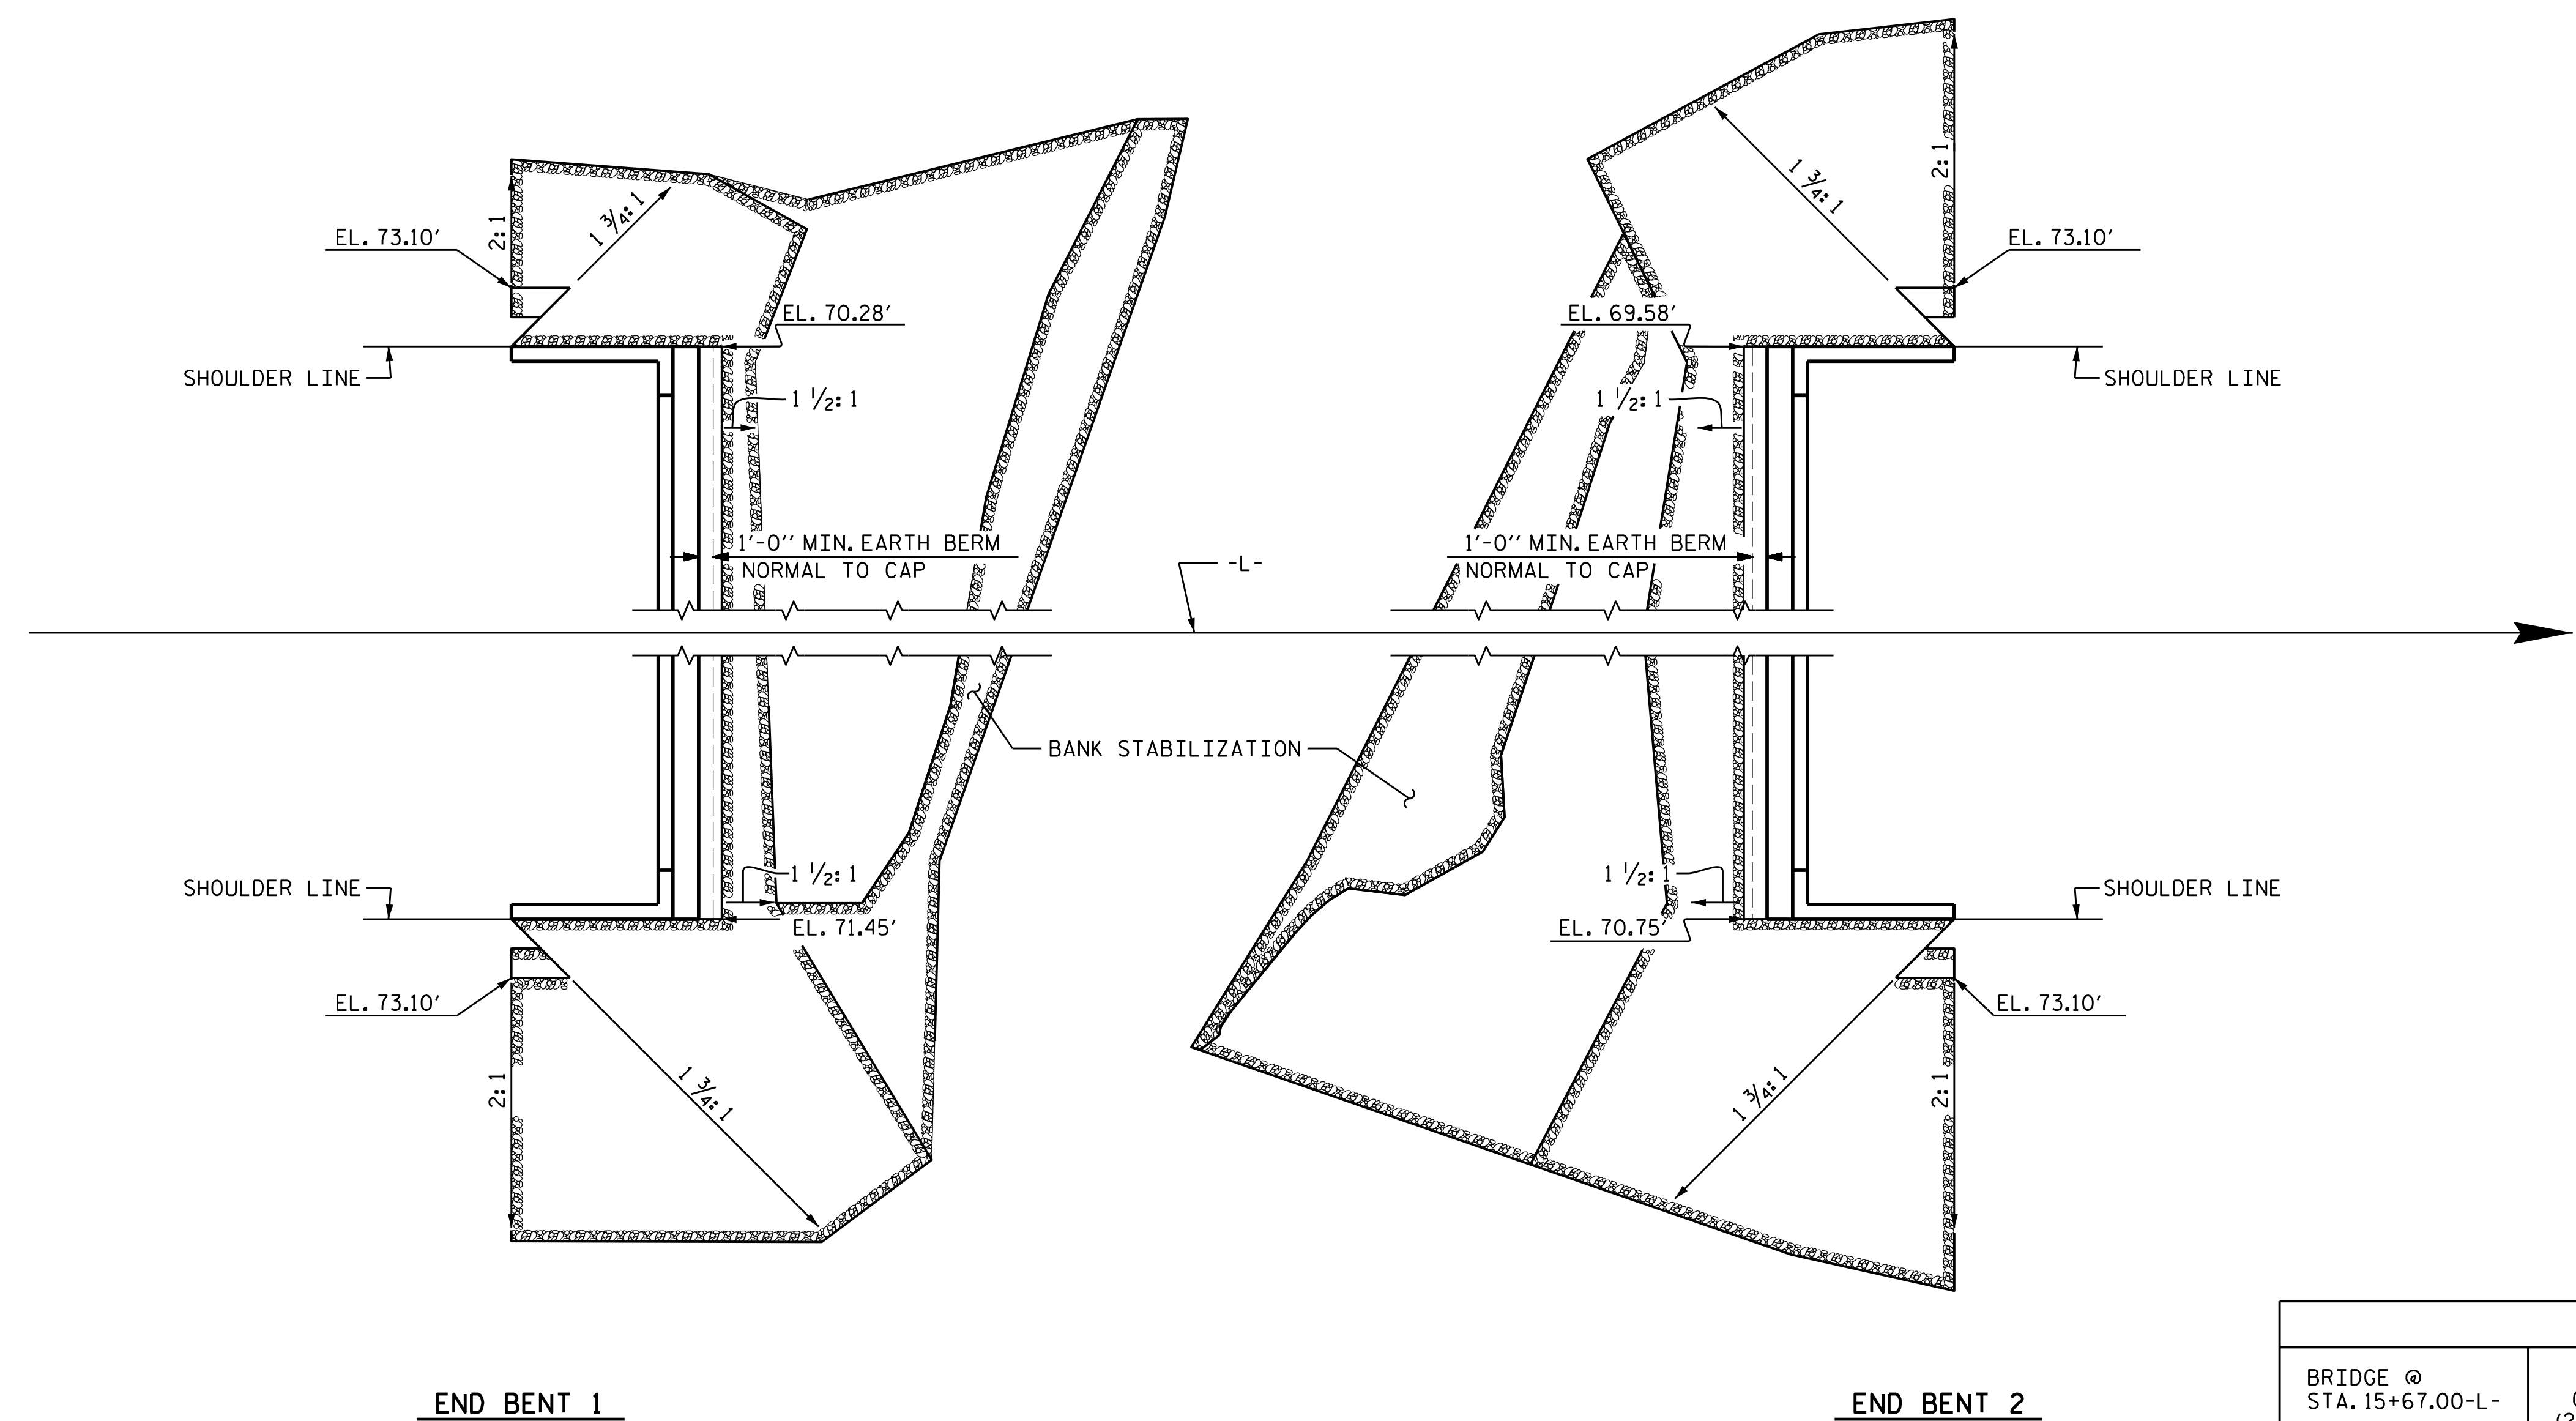 2:1
1 3/4:1
EL. 73.10'
SHOULDER LINE
EL. 70.28'
1 1/2:1
1'-0" MIN. EARTH BERM
NORMAL TO CAP
-L-
1 3/4:1
2:1
EL. 73.10'
EL. 69.58'
SHOULDER LINE
1 1/2:1
1'-0" MIN. EARTH BERM
NORMAL TO CAP
BANK STABILIZATION
SHOULDER LINE
1 1/2:1
EL. 71.45'
EL. 73.10'
2:1
1 3/4:1
1 1/2:1
EL. 70.75'
SHOULDER LINE
EL. 73.10'
1 3/4:1
2:1
END BENT 1
END BENT 2
BRIDGE @
STA. 15+67.00-L-